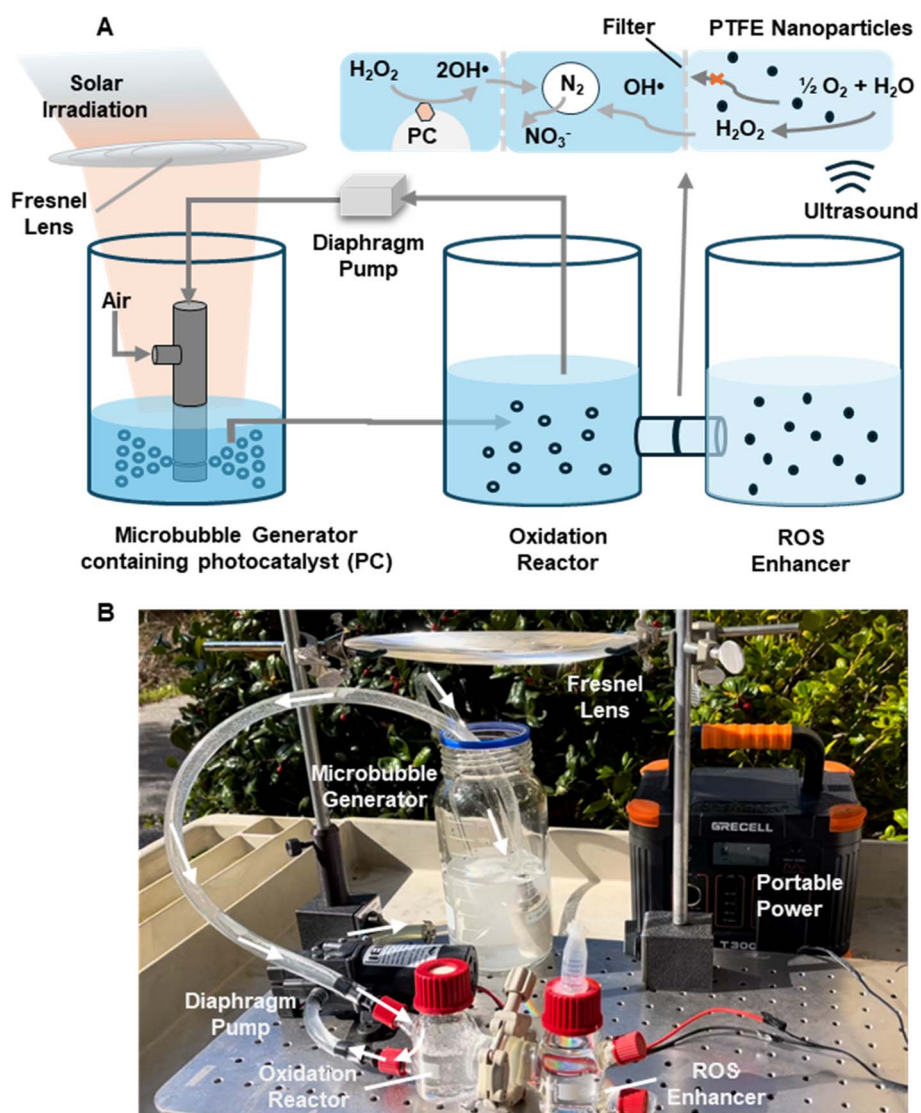 A
Solar
Irradiation
Fresnel
Lens
Filter
PTFE Nanoparticles
H₂O₂
2OH•
N₂
OH•
½ O₂ + H₂O
PC
NO₃⁻
H₂O₂
Ultrasound
Diaphragm
Pump
Air
Microbubble Generator
containing photocatalyst (PC)
Oxidation
Reactor
ROS
Enhancer
B
Fresnel
Lens
Microbubble
Generator
GRECELL
Portable
Power
T300
Diaphragm
Pump
Oxidation
Reactor
ROS
Enhancer